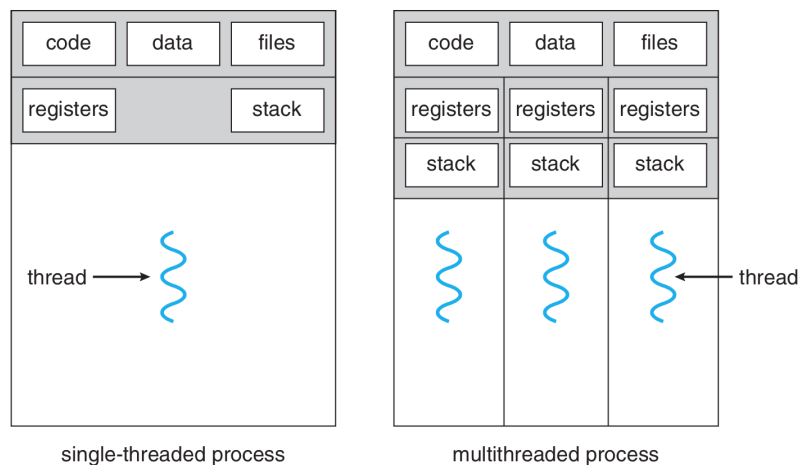 code data files
registers stack
thread
single-threaded process
code data files
registers registers registers
stack stack stack
thread
multithreaded process